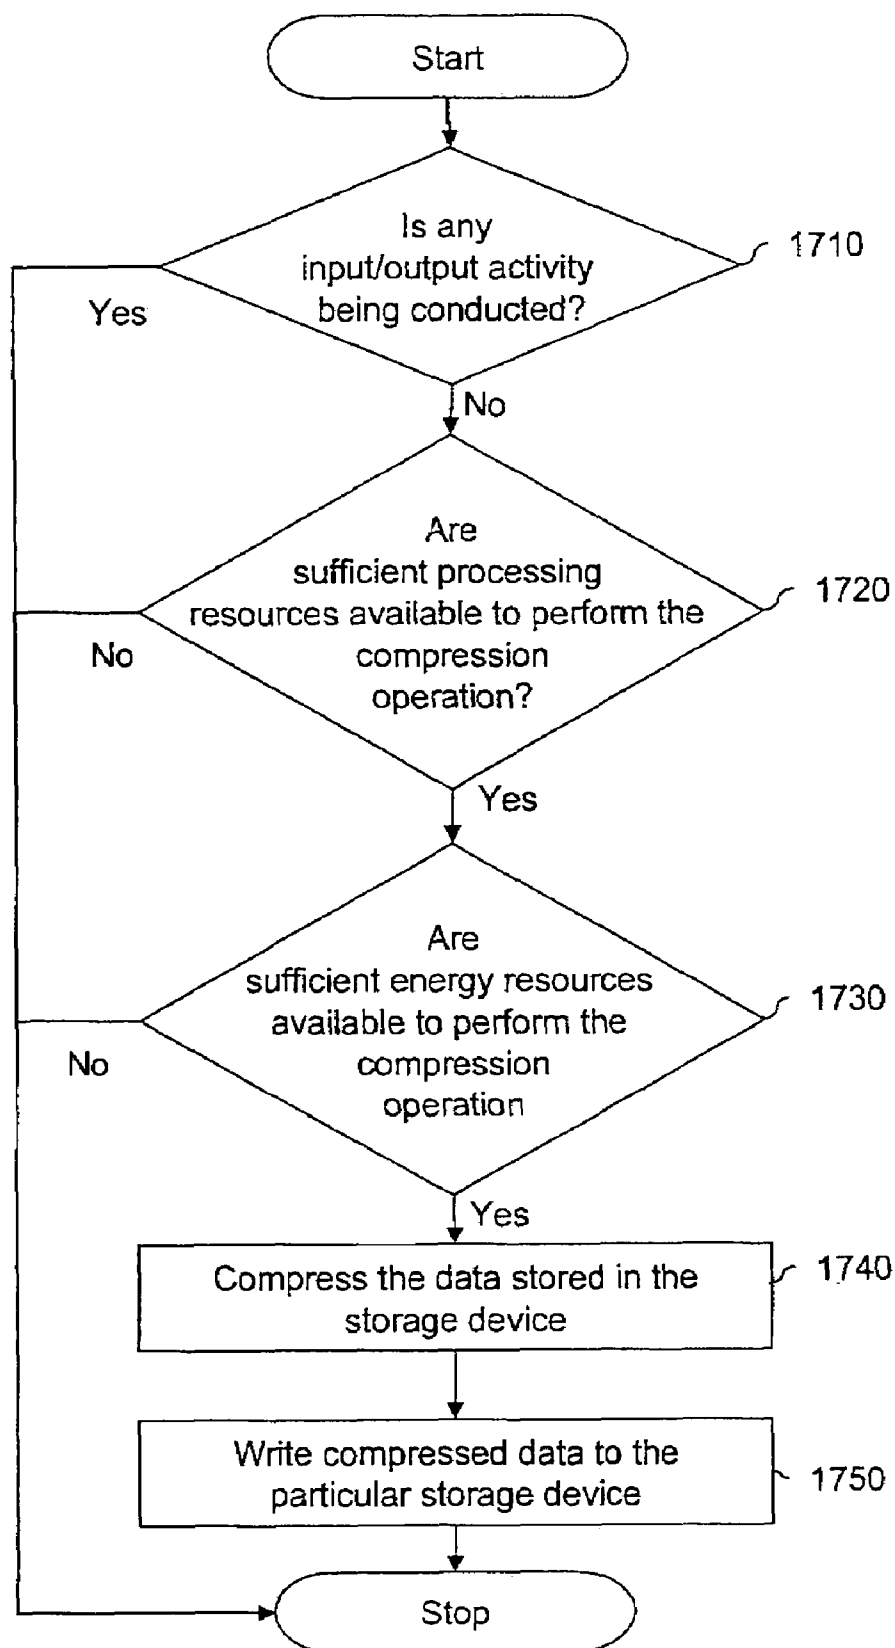 Start
Is any
input/output activity
being conducted?
1710
Yes
No
Are
sufficient processing
resources available to perform the
compression
operation?
1720
No
Yes
Are
sufficient energy resources
available to perform the
compression
operation
1730
No
Yes
Compress the data stored in the
storage device
1740
Write compressed data to the
particular storage device
1750
Stop